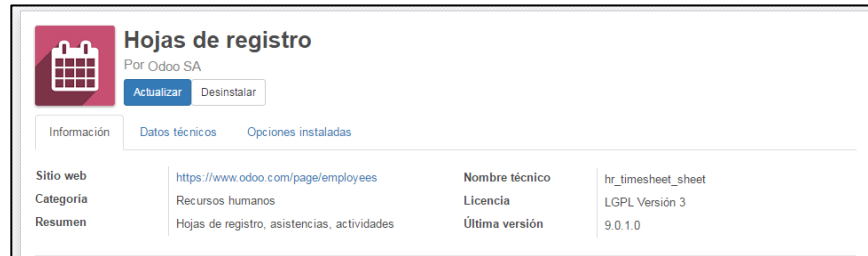 Hojas de registro
Por Odoo SA
Actualizar Desinstalar
Información Datos técnicos Opciones instaladas
Sitio web https://www.odoo.com/page/employees Nombre técnico hr_timesheet_sheet
Categoría Recursos humanos Licencia LGPL Versión 3
Resumen Hojas de registro, asistencias, actividades Última versión 9.0.1.0